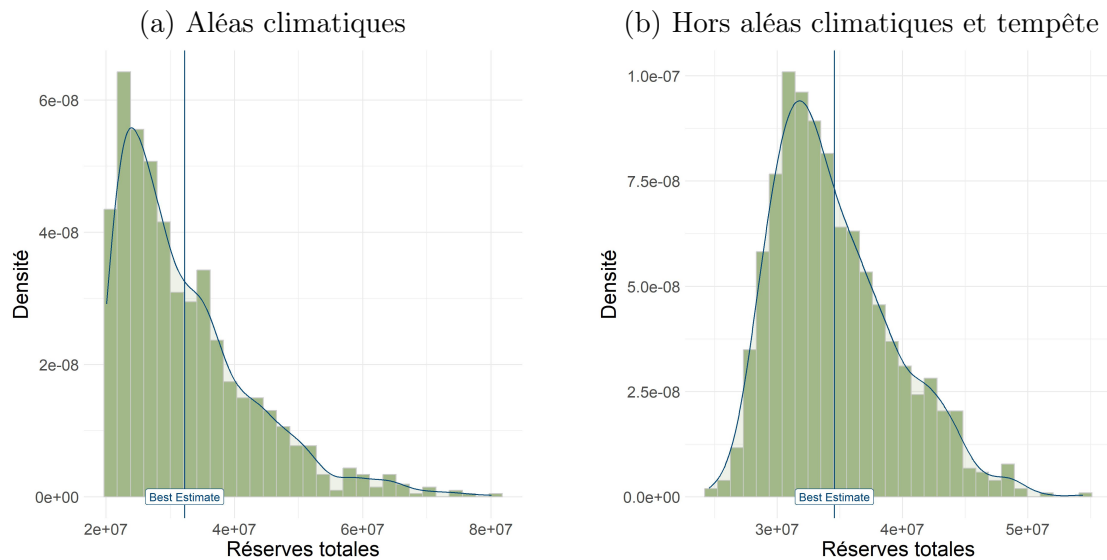 (a) Aléas climatiques
6e-08
4e-08
2e-08
0e+00
Densité
Best Estimate
2e+07 4e+07 6e+07 8e+07
Réserves totales
(b) Hors aléas climatiques et tempête
1.0e-07
7.5e-08
5.0e-08
2.5e-08
0.0e+00
Densité
Best Estimate
3e+07 4e+07 5e+07
Réserves totales